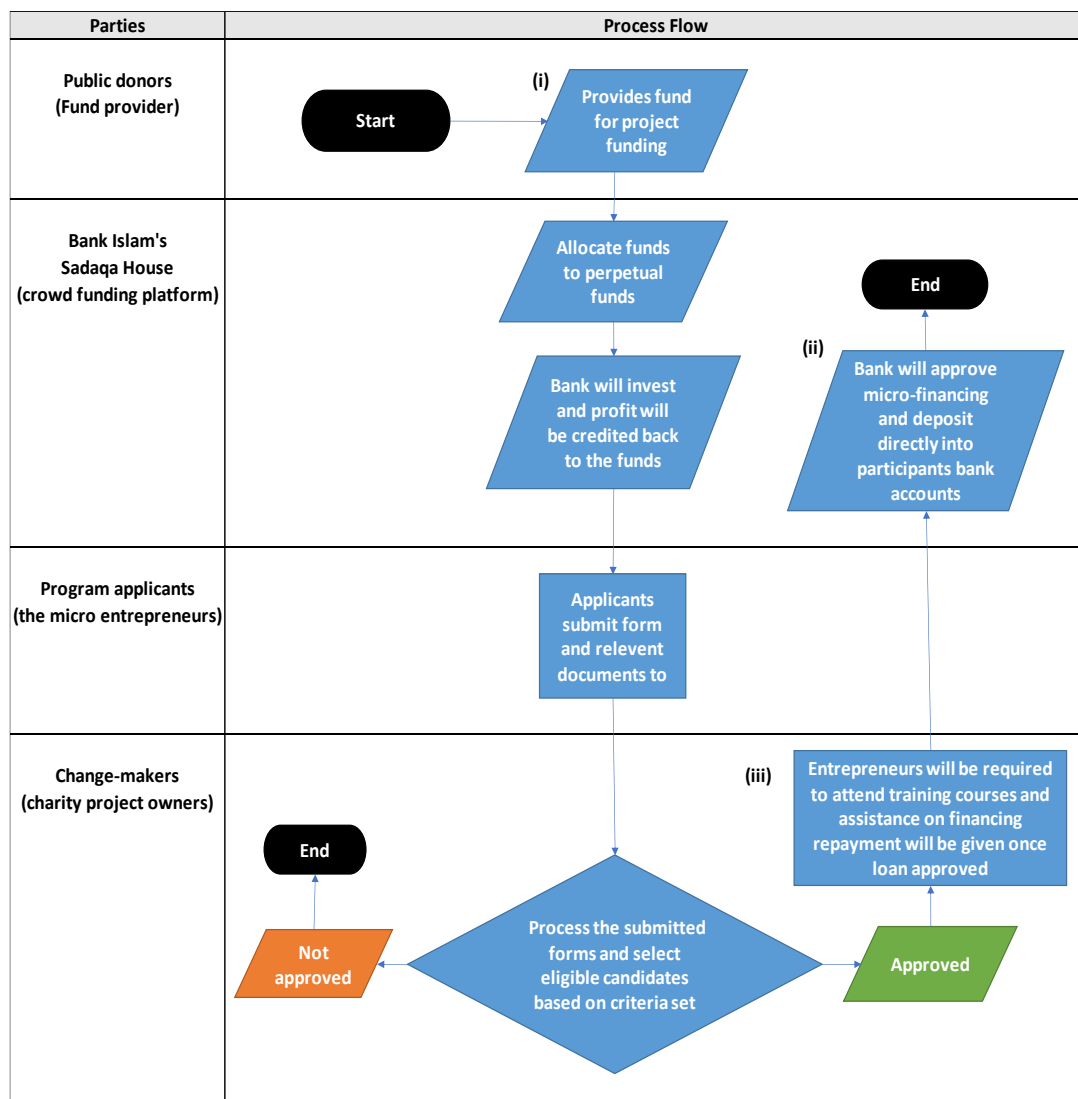 Parties
Process Flow
Public donors
(Fund provider)
Start
(i)
Provides fund
for project
funding
Bank Islam's
Sadaqa House
(crowd funding platform)
Allocate funds
to perpetual
funds
Bank will invest
and profit will
be credited back
to the funds
End
(ii)
Bank will approve
micro-financing
and deposit
directly into
participants bank
accounts
Program applicants
(the micro entrepreneurs)
Applicants
submit form
and relevent
documents to
Change-makers
(charity project owners)
End
Not
approved
Process the submitted
forms and select
eligible candidates
based on criteria set
(iii)
Entrepreneurs will be required
to attend training courses and
assistance on financing
repayment will be given once
loan approved
Approved